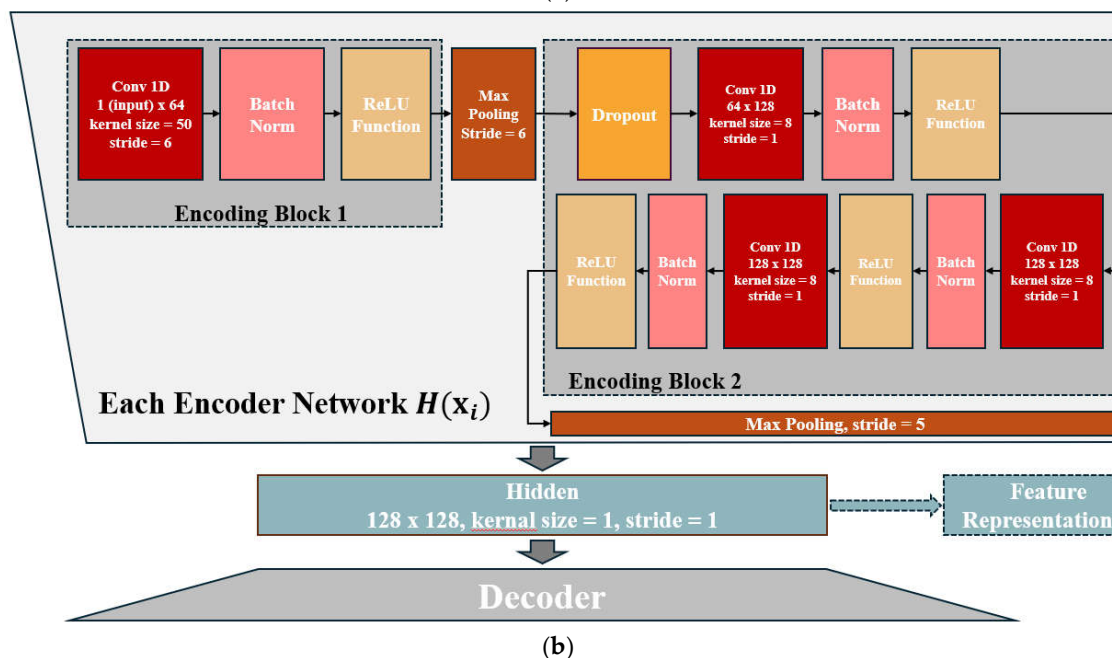 Conv 1D
1 (input) x 64
kernel size = 50
stride = 6
Batch
Norm
ReLU
Function
Max
Pooling
Stride = 6
Dropout
Conv 1D
64 x 128
kernel size = 8
stride = 1
Batch
Norm
ReLU
Function
Encoding Block 1
ReLU
Function
Batch
Norm
Conv 1D
128 x 128
kernel size = 8
stride = 1
ReLU
Function
Batch
Norm
Conv 1D
128 x 128
kernel size = 8
stride = 1
Encoding Block 2
Each Encoder Network H(x_i)
Max Pooling, stride = 5
Hidden
128 x 128, kernal size = 1, stride = 1
Feature
Representation
Decoder
(b)